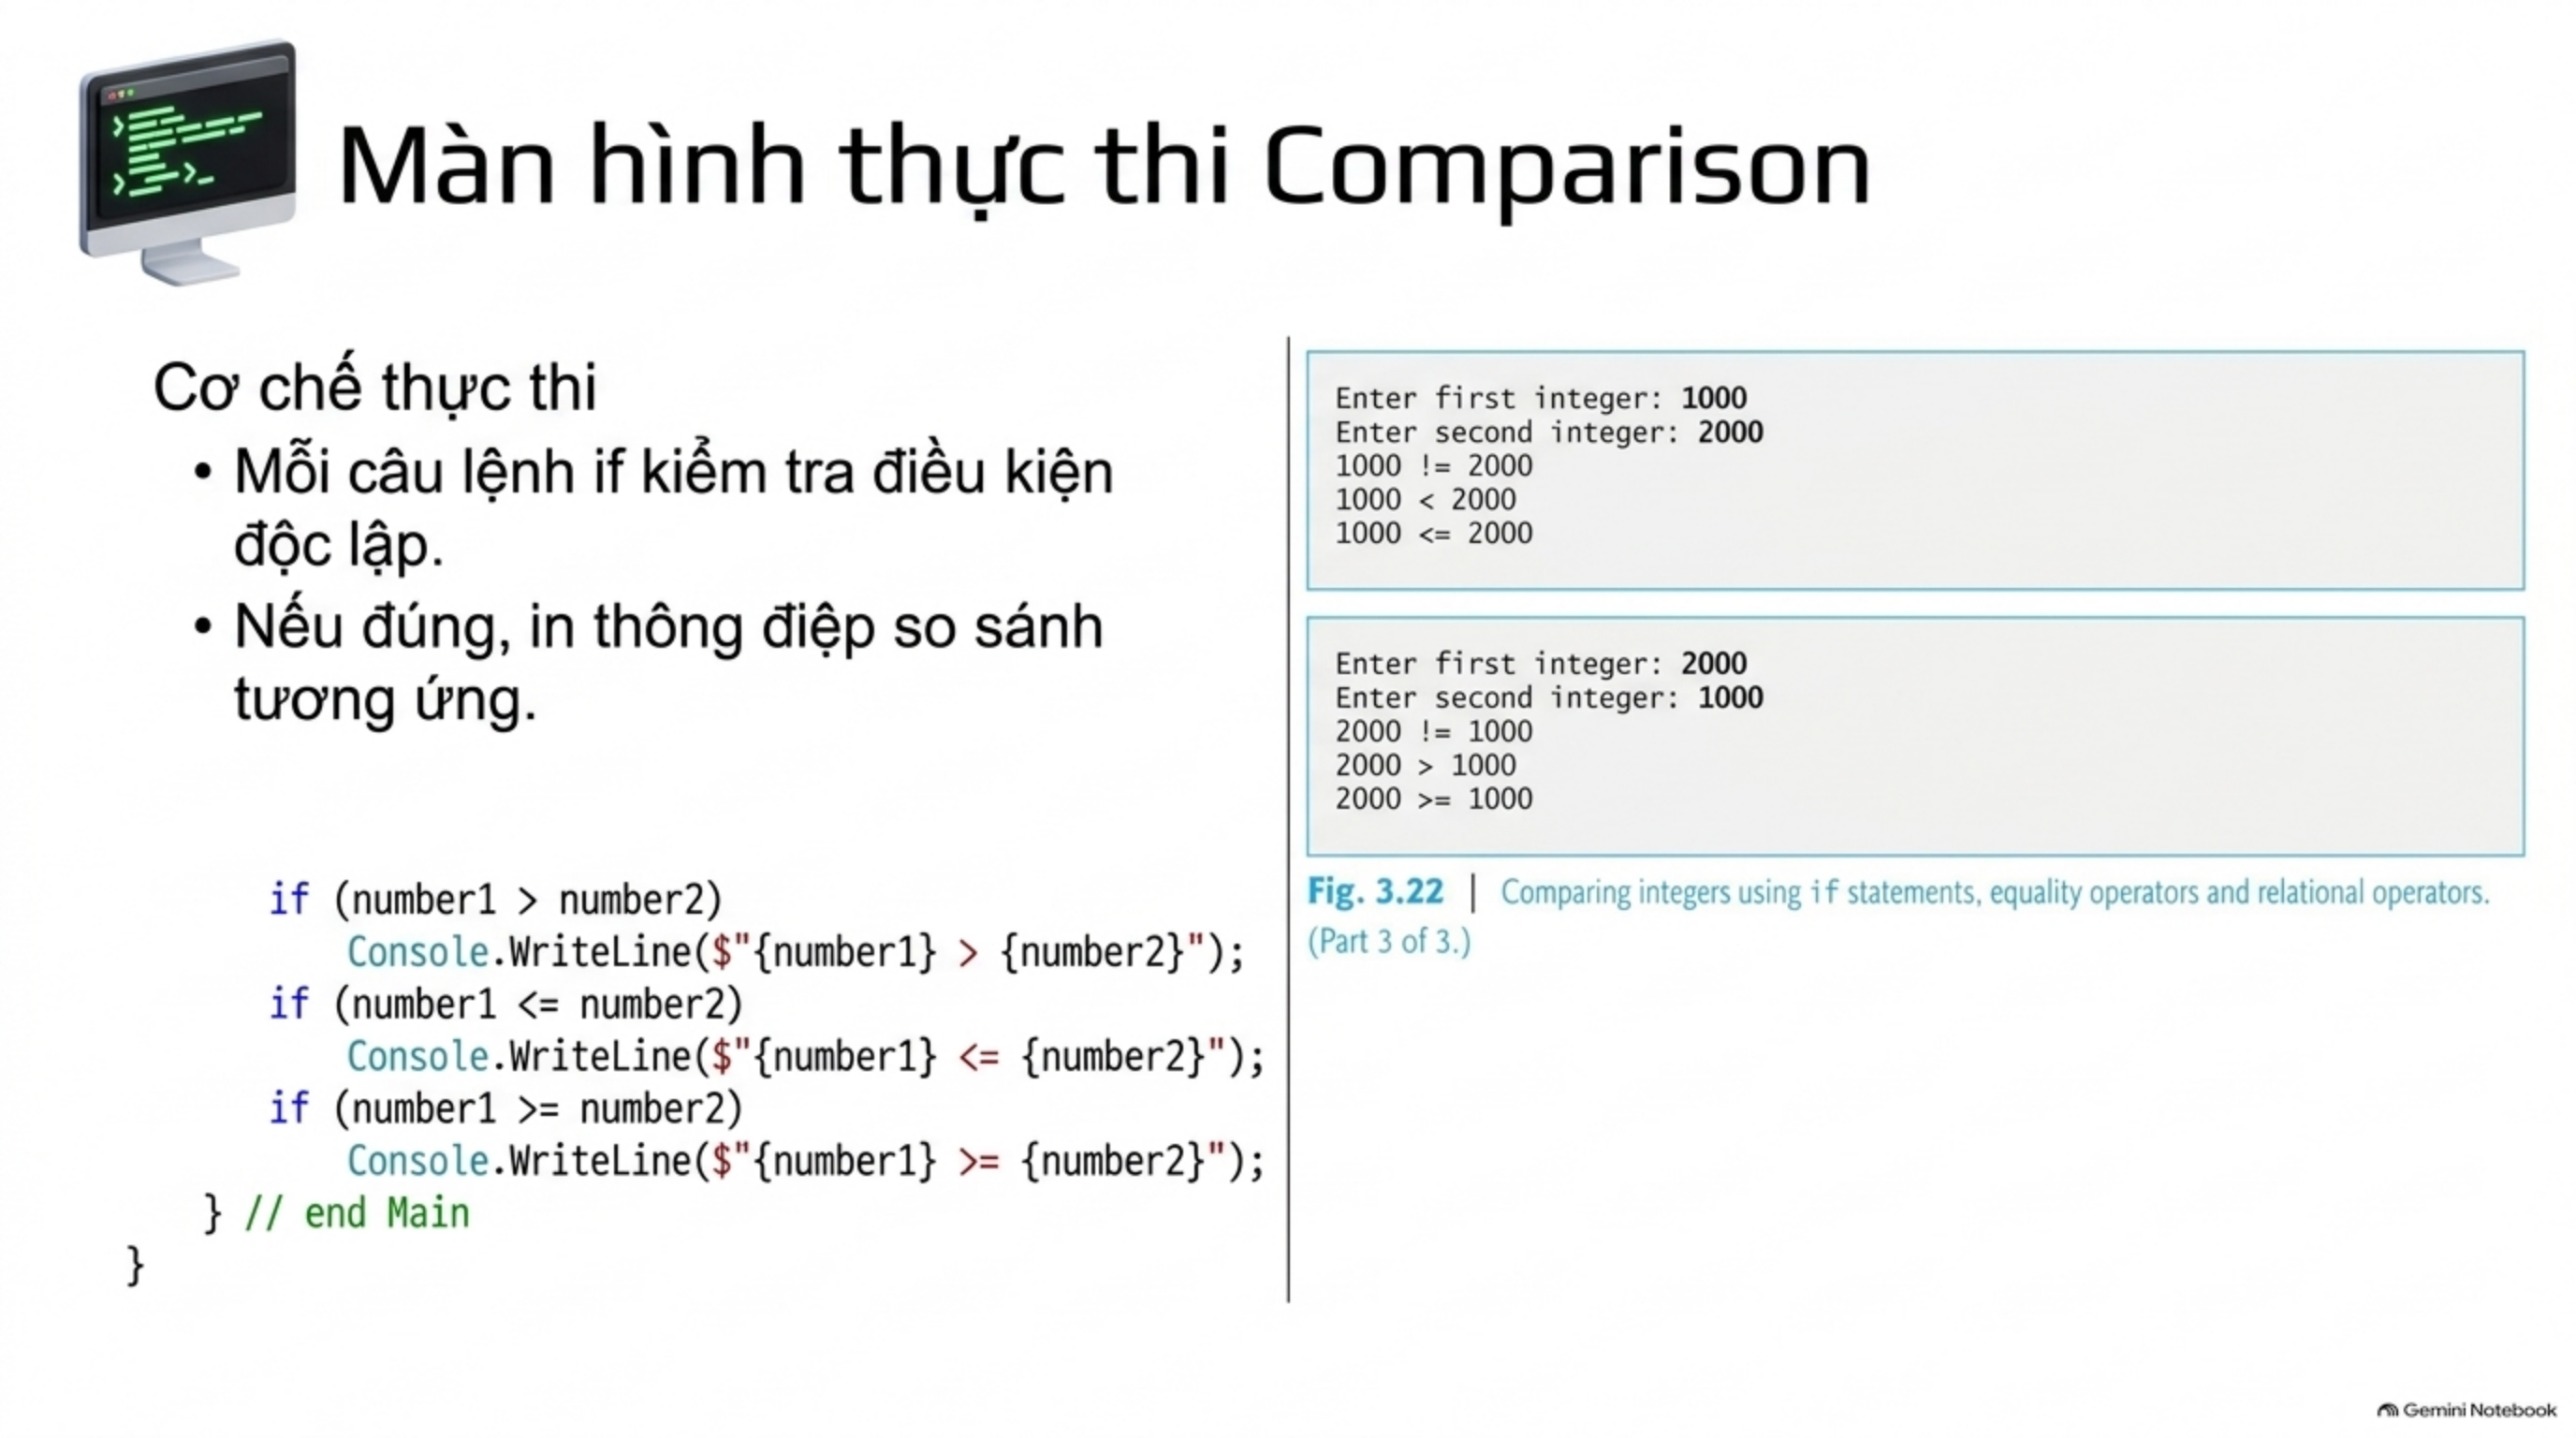 Màn hình thực thi Comparison
Cơ chế thực thi
• Mỗi câu lệnh if kiểm tra điều kiện
độc lập.
• Nếu đúng, in thông điệp so sánh
tương ứng.
if (number1 > number2)
Console.WriteLine($"{number1} > {number2}");
if (number1 <= number2)
Console.WriteLine($"{number1} <= {number2}");
if (number1 >= number2)
Console.WriteLine($"{number1} >= {number2}");
} // end Main
}
Enter first integer: 1000
Enter second integer: 2000
1000 != 2000
1000 < 2000
1000 <= 2000
Enter first integer: 2000
Enter second integer: 1000
2000 != 1000
2000 > 1000
2000 >= 1000
Fig. 3.22 | Comparing integers using if statements, equality operators and relational operators.
(Part 3 of 3.)
Gemini Notebook